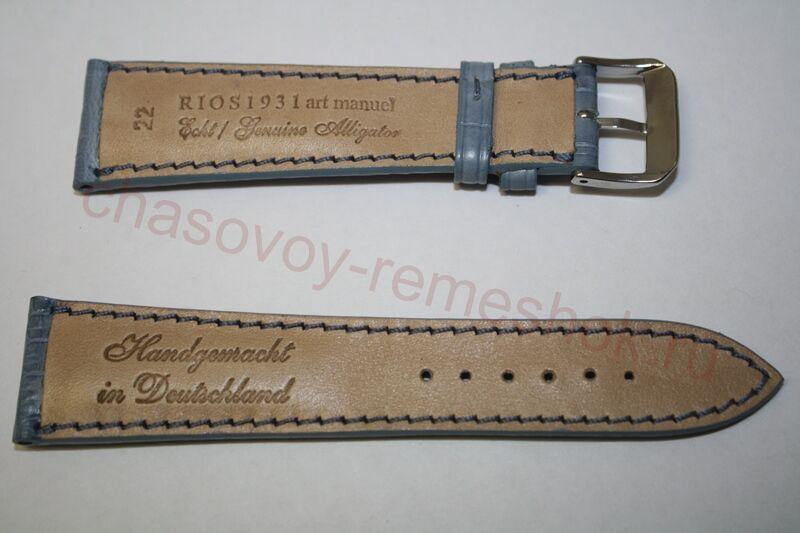 22
RIOS1931 art manuel
Echt / Genuine Alligator
chasovoy-remeshok.ru
Handgemacht
in Deutschland